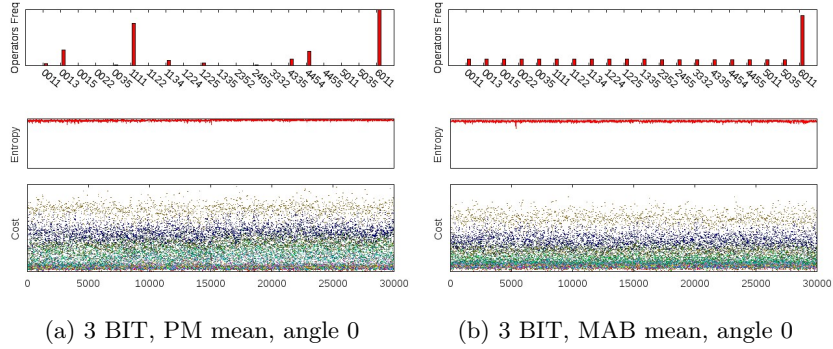 Operators Freq
0011 0013 0015 0022 0035 1111 1122 1134 1224 1225 1335 2352 2455 3332 4335 4454 4455 5011 5035 6011
Entropy
Cost
0 5000 10000 15000 20000 25000 30000
(a) 3 BIT, PM mean, angle 0
Operators Freq
0011 0013 0015 0022 0035 1111 1122 1134 1224 1225 1335 2352 2455 3332 4335 4454 4455 5011 5035 6011
Entropy
Cost
0 5000 10000 15000 20000 25000 30000
(b) 3 BIT, MAB mean, angle 0